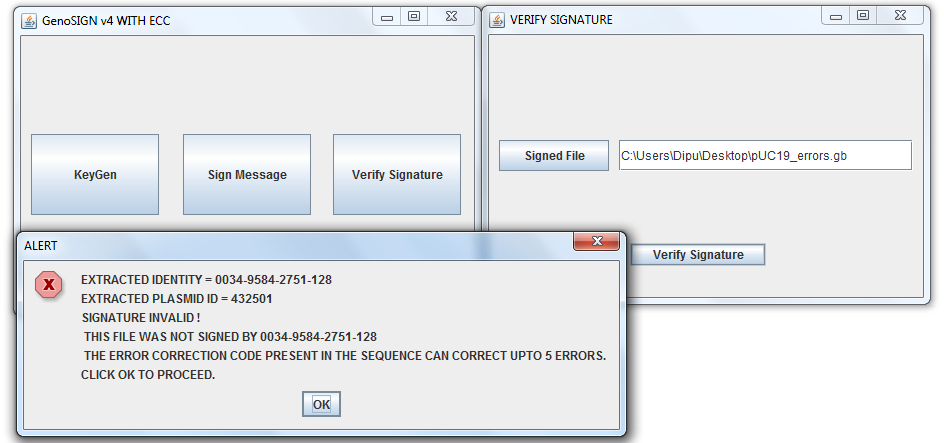 GenoSIGN v4 WITH ECC
KeyGen
Sign Message
Verify Signature
VERIFY SIGNATURE
Signed File
C:\Users\Dipu\Desktop\pUC19_errors.gb
Verify Signature
ALERT
EXTRACTED IDENTITY = 0034-9584-2751-128
EXTRACTED PLASMID ID = 432501
SIGNATURE INVALID !
THIS FILE WAS NOT SIGNED BY 0034-9584-2751-128
THE ERROR CORRECTION CODE PRESENT IN THE SEQUENCE CAN CORRECT UPTO 5 ERRORS.
CLICK OK TO PROCEED.
OK